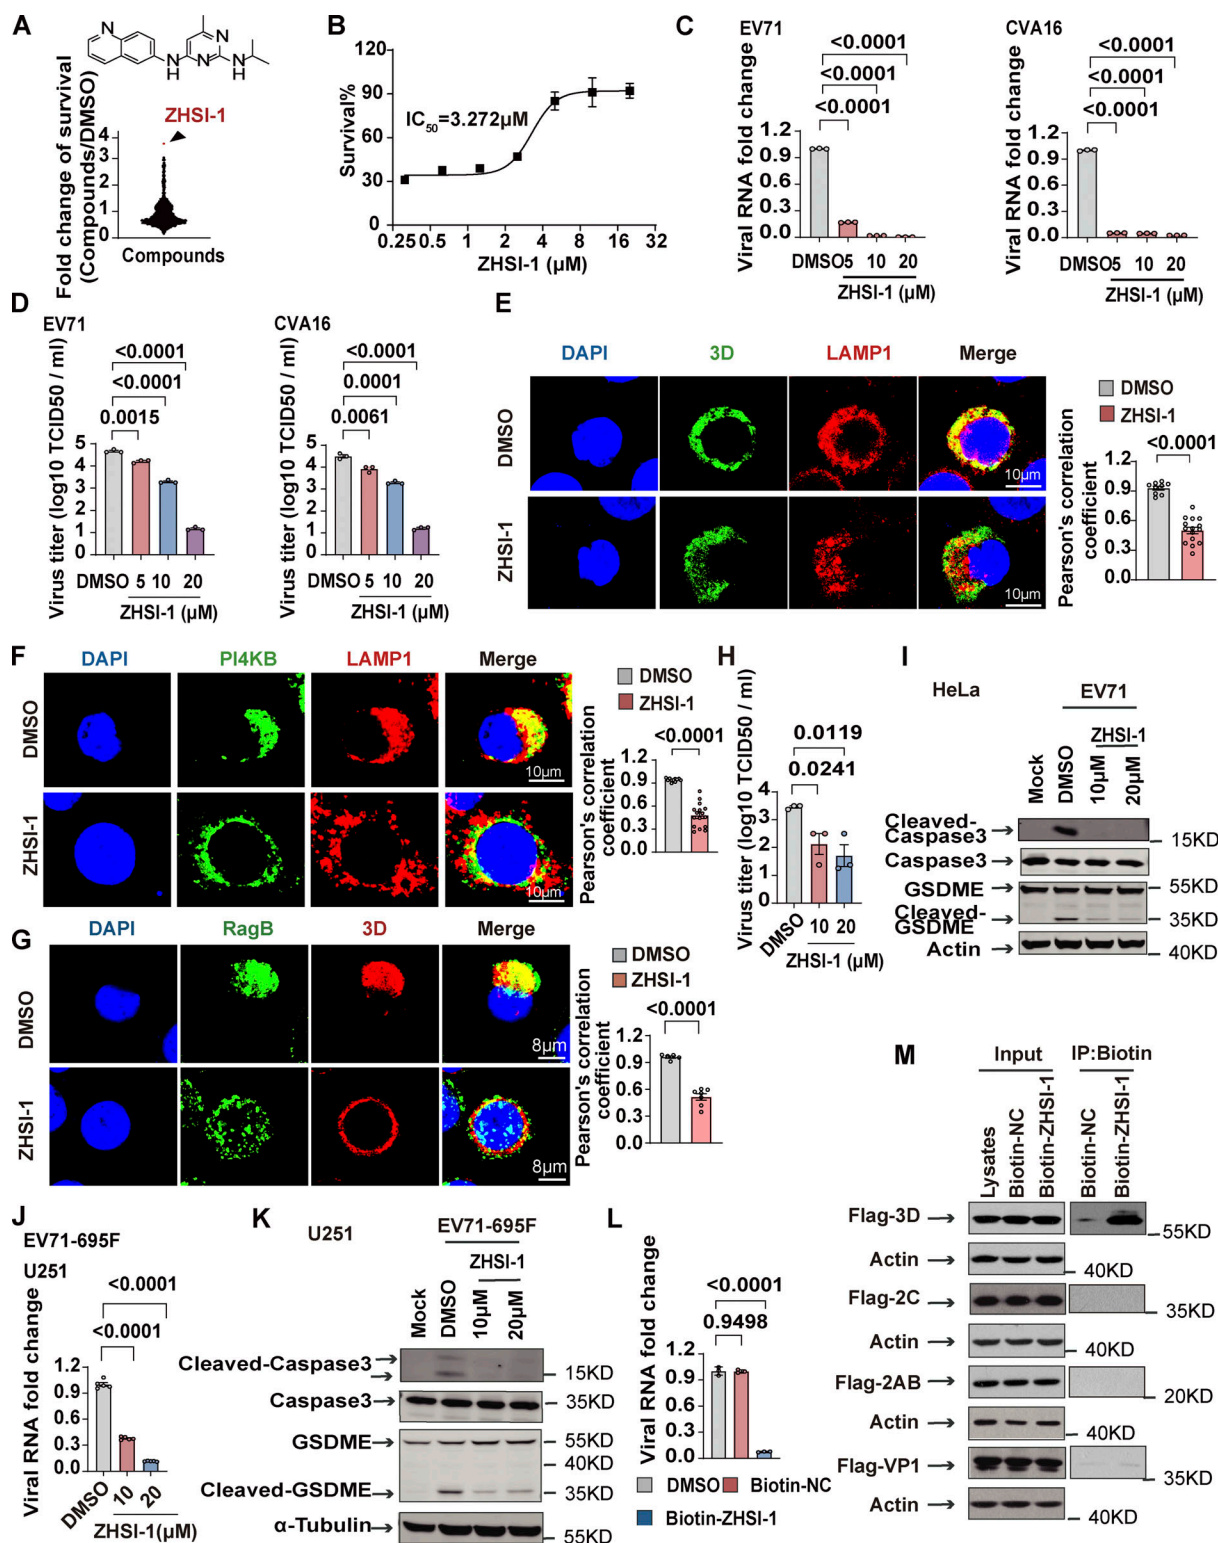 A
N
N
N
N
H
N
H
ZHSI-1
Fold change of survival
(Compounds/DMSO)
4
3
2
1
0
Compounds
B
Survival%
120
90
60
30
0
IC50=3.272μM
0.25 0.5 1 2 4 8 16 32
ZHSI-1 (μM)
C
EV71
<0.0001
<0.0001
<0.0001
Viral RNA fold change
1.2
0.9
0.6
0.3
0.0
DMSO 5 10 20
ZHSI-1 (μM)
CVA16
<0.0001
<0.0001
<0.0001
Viral RNA fold change
1.2
0.9
0.6
0.3
0.0
DMSO 5 10 20
ZHSI-1 (μM)
D
EV71
<0.0001
<0.0001
0.0015
Virus titer (log10 TCID50 / ml)
5
4
3
2
1
0
DMSO 5 10 20
ZHSI-1 (μM)
CVA16
<0.0001
0.0001
0.0061
Virus titer (log10 TCID50 / ml)
5
4
3
2
1
0
DMSO 5 10 20
ZHSI-1 (μM)
E
DAPI 3D LAMP1 Merge
DMSO
10μm
ZHSI-1
10μm
DMSO
ZHSI-1
<0.0001
Pearson's correlation
coefficient
1.2
0.9
0.6
0.3
0.0
F
DAPI PI4KB LAMP1 Merge
DMSO
10μm
ZHSI-1
10μm
DMSO
ZHSI-1
<0.0001
Pearson's correlation
coefficient
1.2
0.9
0.6
0.3
0.0
G
DAPI RagB 3D Merge
DMSO
8μm
ZHSI-1
8μm
DMSO
ZHSI-1
<0.0001
Pearson's correlation
coefficient
1.2
0.9
0.6
0.3
0.0
H
Virus titer (log10 TCID50 / ml)
0.0119
0.0241
4
3
2
1
0
DMSO 10 20
ZHSI-1 (μM)
I
HeLa
EV71
ZHSI-1
Mock
DMSO
10μM
20μM
Cleaved-
Caspase3
15KD
Caspase3
GSDME
55KD
Cleaved-
GSDME
35KD
Actin
40KD
J
EV71-695F
U251
<0.0001
<0.0001
Viral RNA fold change
1.2
0.9
0.6
0.3
0.0
DMSO 10 20
ZHSI-1(μM)
K
U251
EV71-695F
ZHSI-1
Mock
DMSO
10μM
20μM
Cleaved-Caspase3
15KD
Caspase3
35KD
GSDME
55KD
40KD
Cleaved-GSDME
35KD
α-Tubulin
55KD
L
<0.0001
0.9498
Viral RNA fold change
1.2
0.9
0.6
0.3
0.0
DMSO
Biotin-NC
Biotin-ZHSI-1
M
Input
IP:Biotin
Lysates
Biotin-NC
Biotin-ZHSI-1
Biotin-NC
Biotin-ZHSI-1
Flag-3D
55KD
Actin
40KD
Flag-2C
35KD
Actin
40KD
Flag-2AB
20KD
Actin
40KD
Flag-VP1
35KD
Actin
40KD